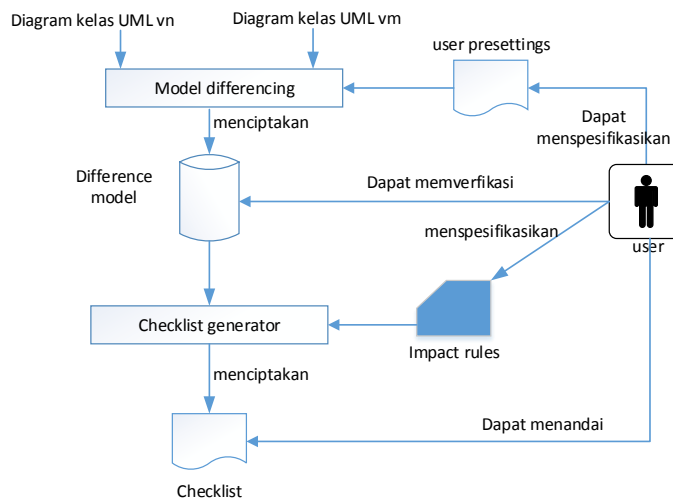 Diagram kelas UML vn
Diagram kelas UML vm
user presettings
Model differencing
Dapat
menspesifikasikan
menciptakan
Difference
model
Dapat memverfikasi
menspesifikasikan
user
Checklist generator
Impact rules
menciptakan
Dapat menandai
Checklist